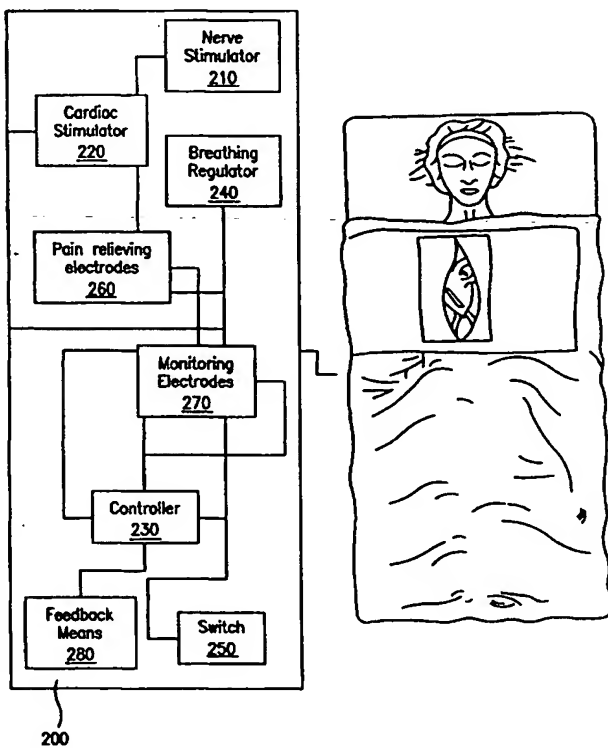 Nerve
Stimulator
210
Cardioc
Stimulator
220
Breathing
Regulator
240
Pain relieving
electrodes
260
Monitoring
Electrodes
270
Controller
230
Feedback
Means
280
Switch
250
200